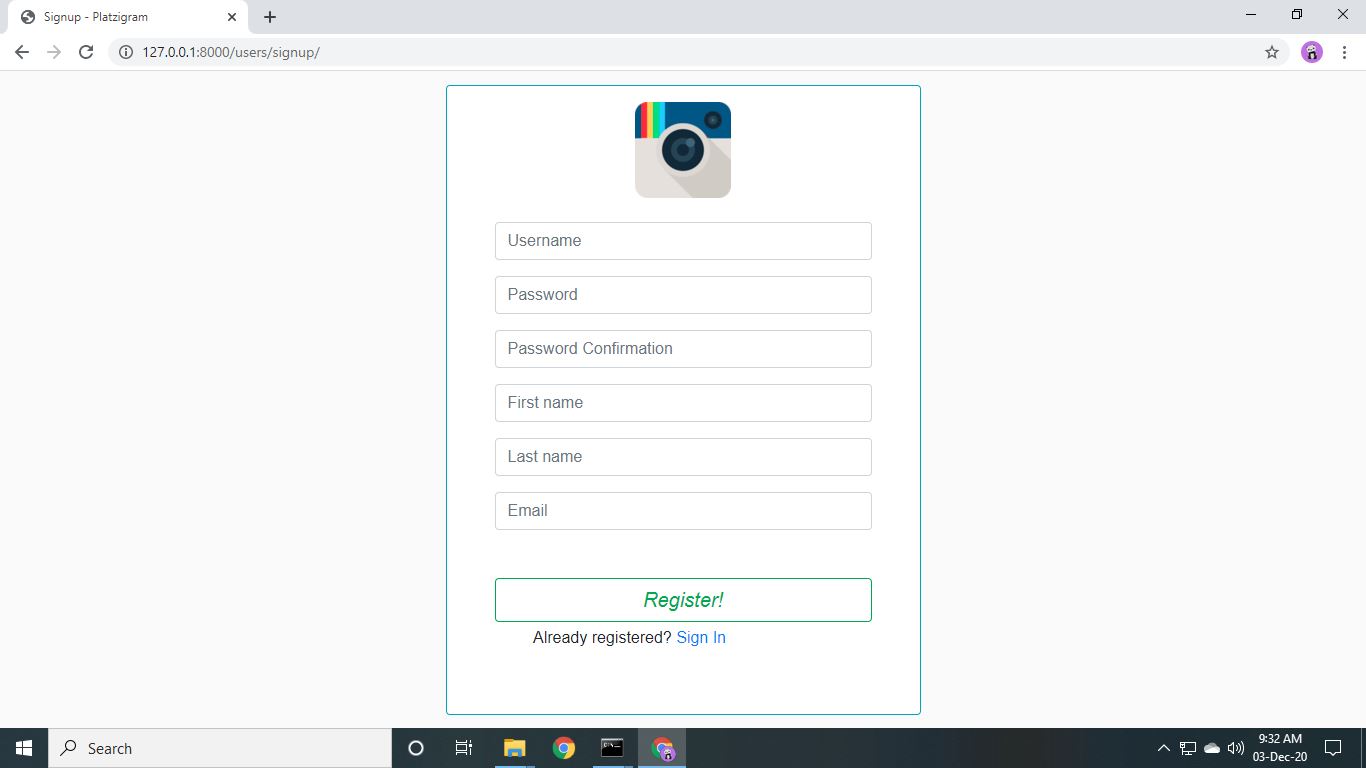 Signup - Platzigram
127.0.0.1:8000/users/signup/
Username
Password
Password Confirmation
First name
Last name
Email
Register!
Already registered? Sign In
Search
9:32 AM
03-Dec-20